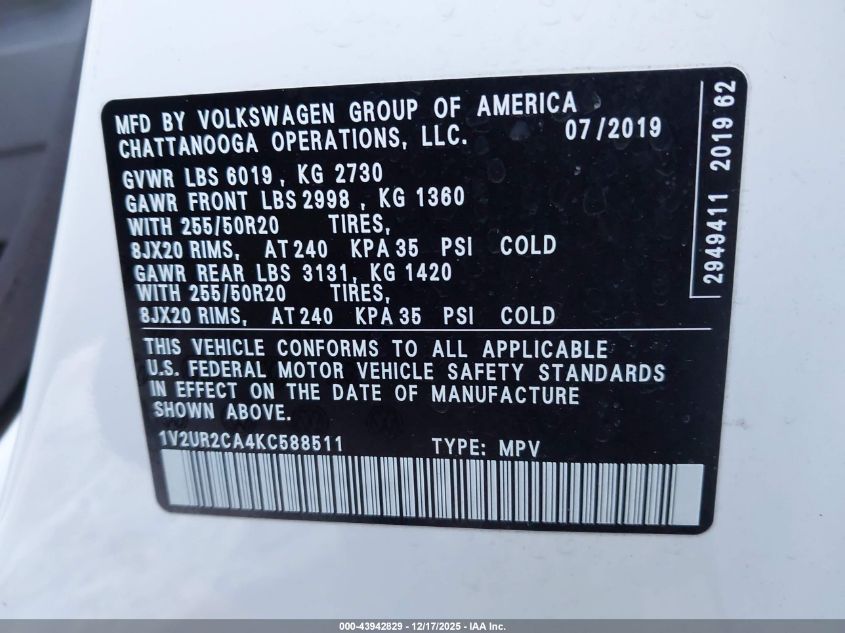 MFD BY VOLKSWAGEN GROUP OF AMERICA
CHATTANOOGA OPERATIONS, LLC. 07/2019
GVWR LBS 6019, KG 2730
GAWR FRONT LBS 2998, KG 1360
WITH 255/50R20 TIRES,
8JX20 RIMS, AT 240 KPA 35 PSI COLD
GAWR REAR LBS 3131, KG 1420
WITH 255/50R20 TIRES,
8JX20 RIMS, AT 240 KPA 35 PSI COLD
THIS VEHICLE CONFORMS TO ALL APPLICABLE
U.S. FEDERAL MOTOR VEHICLE SAFETY STANDARDS
IN EFFECT ON THE DATE OF MANUFACTURE
SHOWN ABOVE.
1V2UR2CA4KC588511 TYPE: MPV
2949411 2019 62
000-43942829 - 12/17/2025 - IAA Inc.